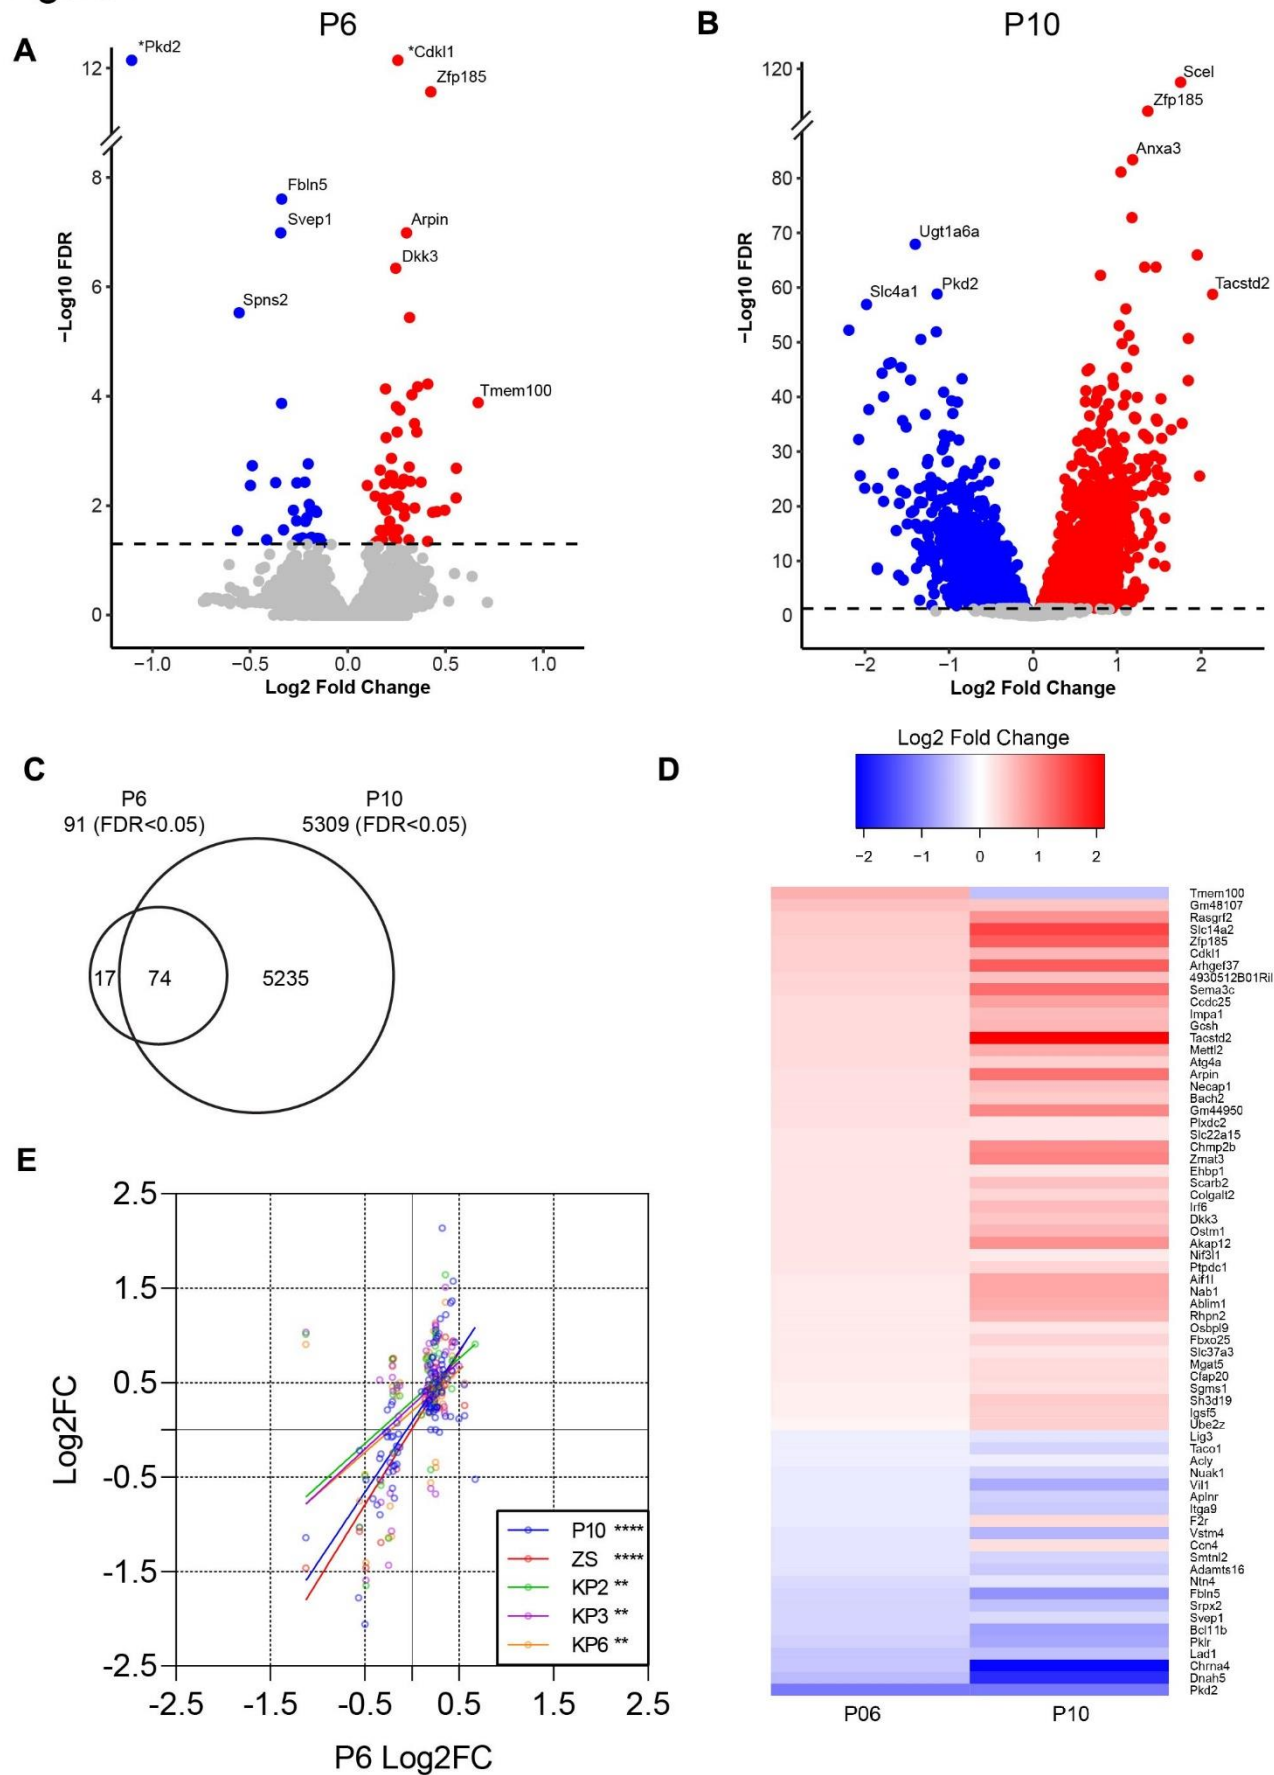 P6
A
*Pkd2
*Cdkl1
Zfp185
Fbln5
Svep1
Arpin
Dkk3
Spns2
Tmem100
12
8
6
4
2
0
−Log10 FDR
−1.0
−0.5
0.0
0.5
1.0
Log2 Fold Change
B
P10
Scel
Zfp185
Anxa3
Ugt1a6a
Slc4a1
Pkd2
Tacstd2
120
80
70
60
50
40
30
20
10
0
−Log10 FDR
−2
−1
0
1
2
Log2 Fold Change
C
P6
91 (FDR<0.05)
P10
5309 (FDR<0.05)
17
74
5235
D
Log2 Fold Change
−2
−1
0
1
2
Tmem100
Gm48107
Rasgrf2
Slc14a2
Zfp185
Cdkl1
Arhgef37
4930512B01Ril
Sema3c
Ccdc25
Impa1
Gcsh
Tacstd2
Mettl2
Atg4a
Arpin
Necap1
Bach2
Gm44950
Plxdc2
Slc22a15
Chmp2b
Zmat3
Ehbp1
Scarb2
Colgalt2
Irf6
Dkk3
Ostm1
Akap12
Nif3l1
Ptpdc1
Aif1l
Nab1
Ablim1
Rhpn2
Osbpl9
Fbxo25
Slc37a3
Mgat5
Cfap20
Sgms1
Sh3d19
Igsf5
Ube2z
Lig3
Taco1
Acly
Nuak1
Vil1
Aplnr
Itga9
F2r
Vstm4
Ccn4
Smtnl2
Adamts16
Ntn4
Fbln5
Srpx2
Svep1
Bcl11b
Pklr
Lad1
Chrna4
Dnah5
Pkd2
P06
P10
E
2.5
1.5
0.5
-0.5
-1.5
-2.5
Log2FC
-2.5
-1.5
-0.5
0.5
1.5
2.5
P6 Log2FC
P10 ****
ZS ****
KP2 **
KP3 **
KP6 **